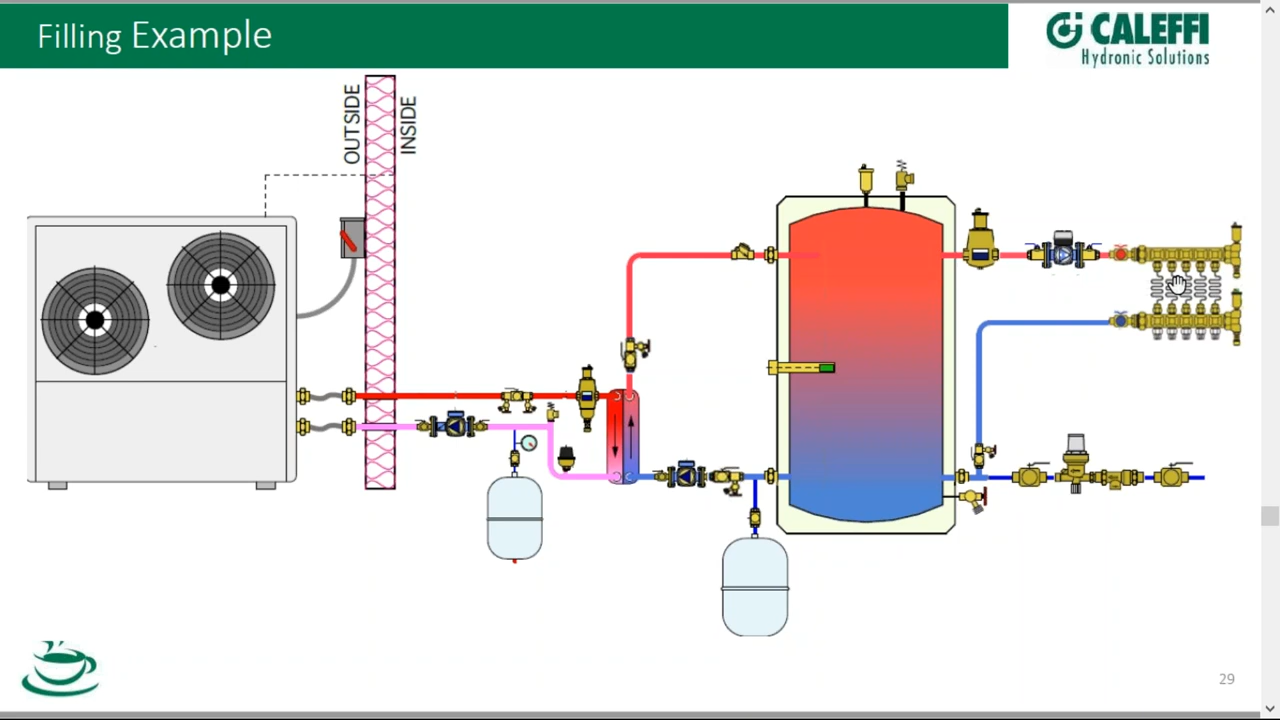 Filling Example
CALEFFI
Hydronic Solutions
OUTSIDE
INSIDE
29